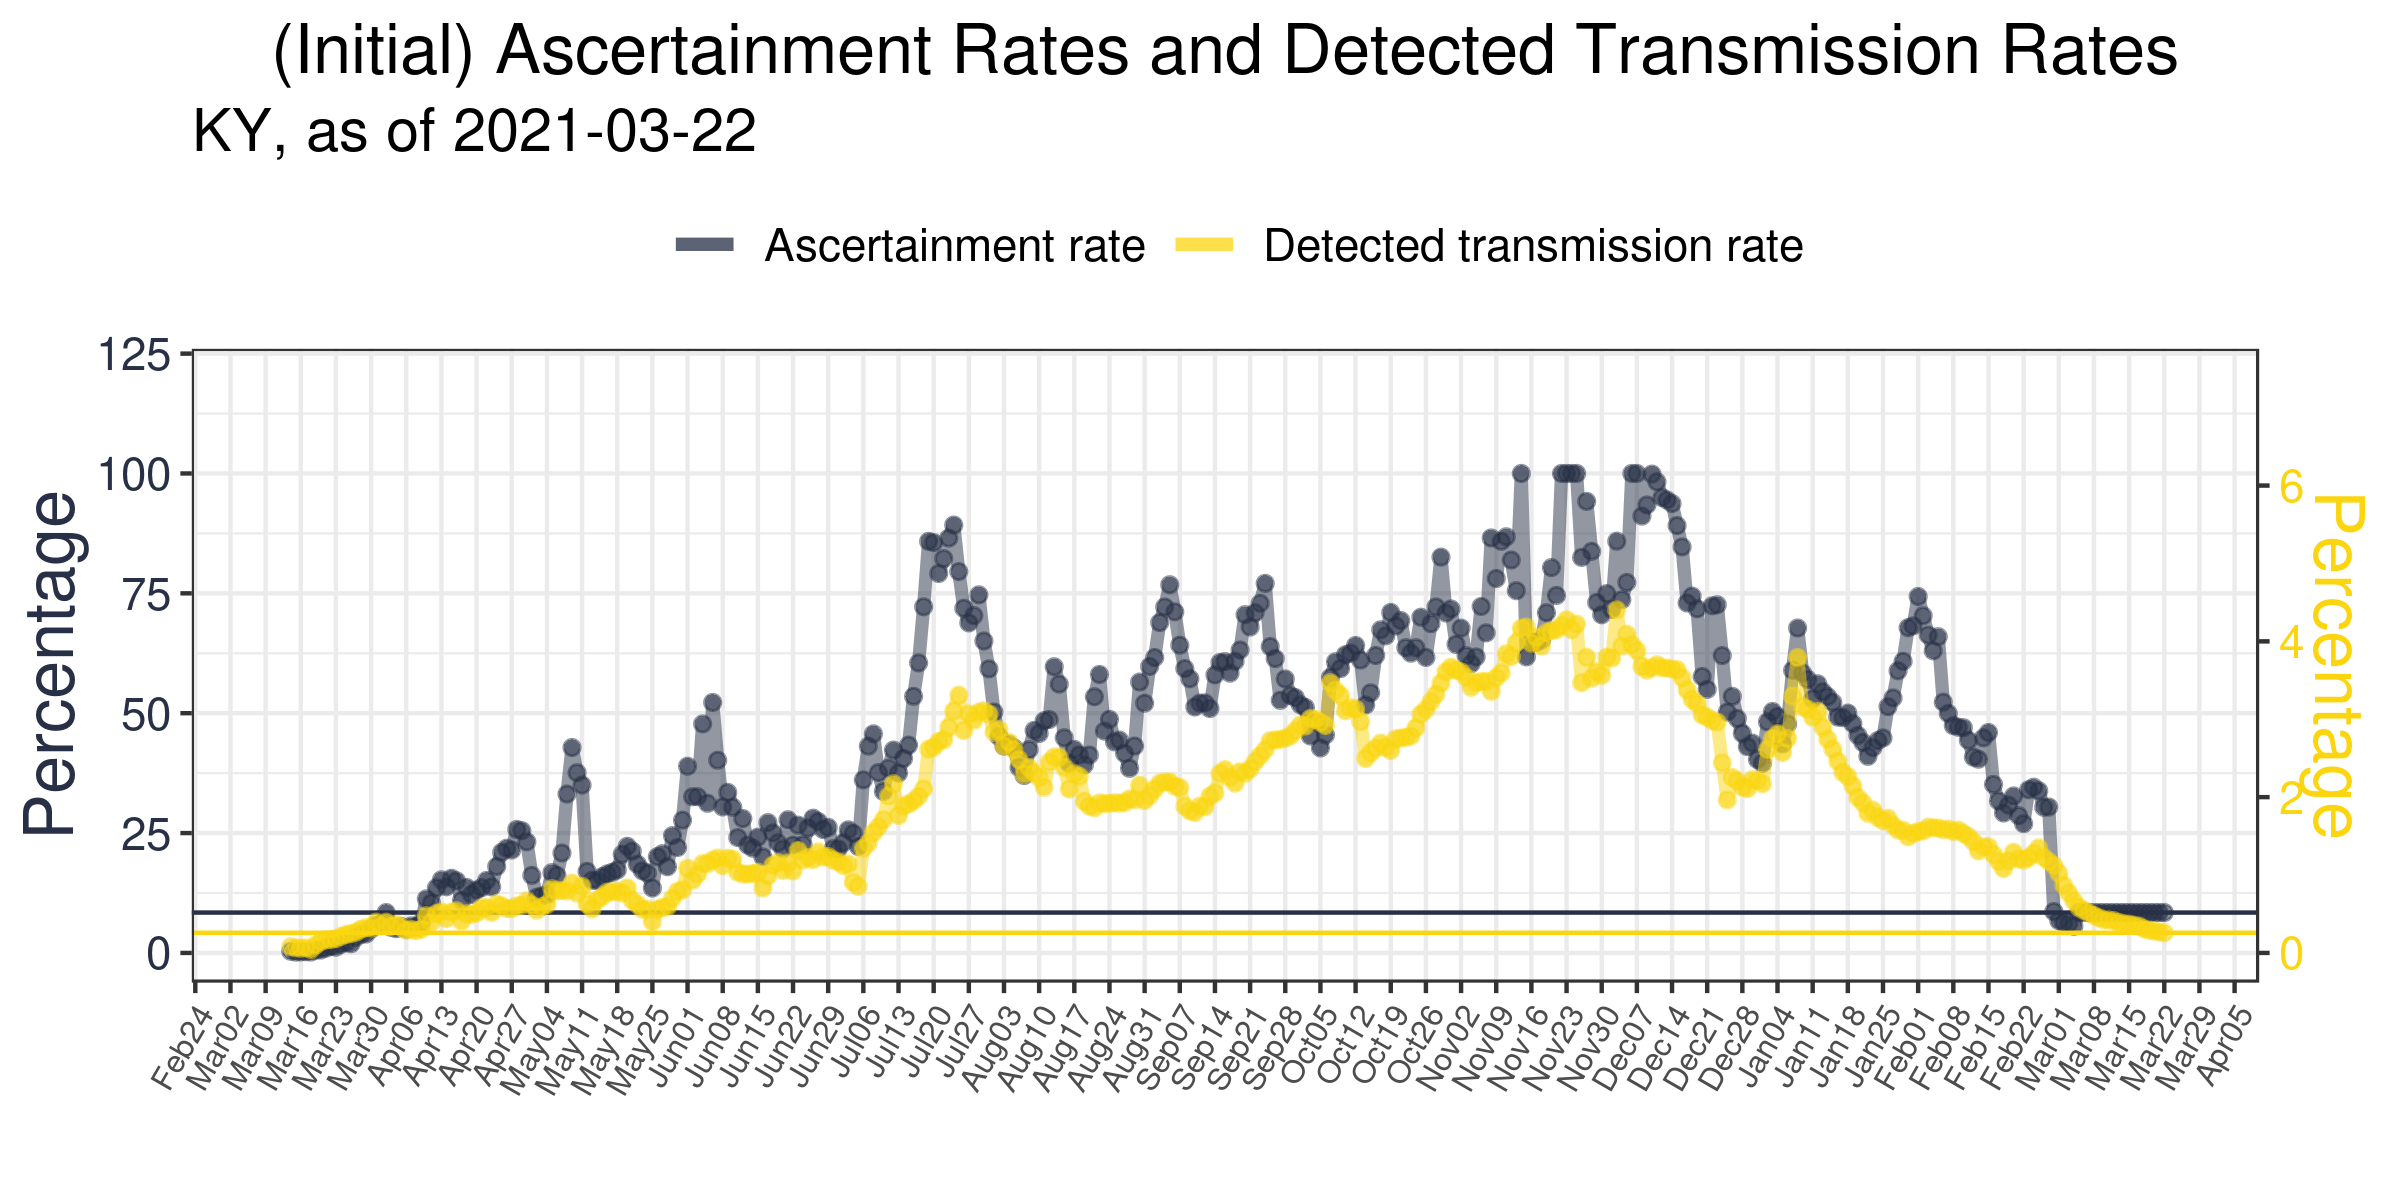 (Initial) Ascertainment Rates and Detected Transmission Rates
KY, as of 2021-03-22
Ascertainment rate Detected transmission rate
125
100
75
50
25
0
Percentage
6
4
2
0
Percentage
Feb24 Mar02 Mar09 Mar16 Mar23 Mar30 Apr06 Apr13 Apr20 Apr27 May04 May11 May18 May25 Jun01 Jun08 Jun15 Jun22 Jun29 Jul06 Jul13 Jul20 Jul27 Aug03 Aug10 Aug17 Aug24 Aug31 Sep07 Sep14 Sep21 Sep28 Oct05 Oct12 Oct19 Oct26 Nov02 Nov09 Nov16 Nov23 Nov30 Dec07 Dec14 Dec21 Dec28 Jan04 Jan11 Jan18 Jan25 Feb01 Feb08 Feb15 Feb22 Mar01 Mar08 Mar15 Mar22 Mar29 Apr05